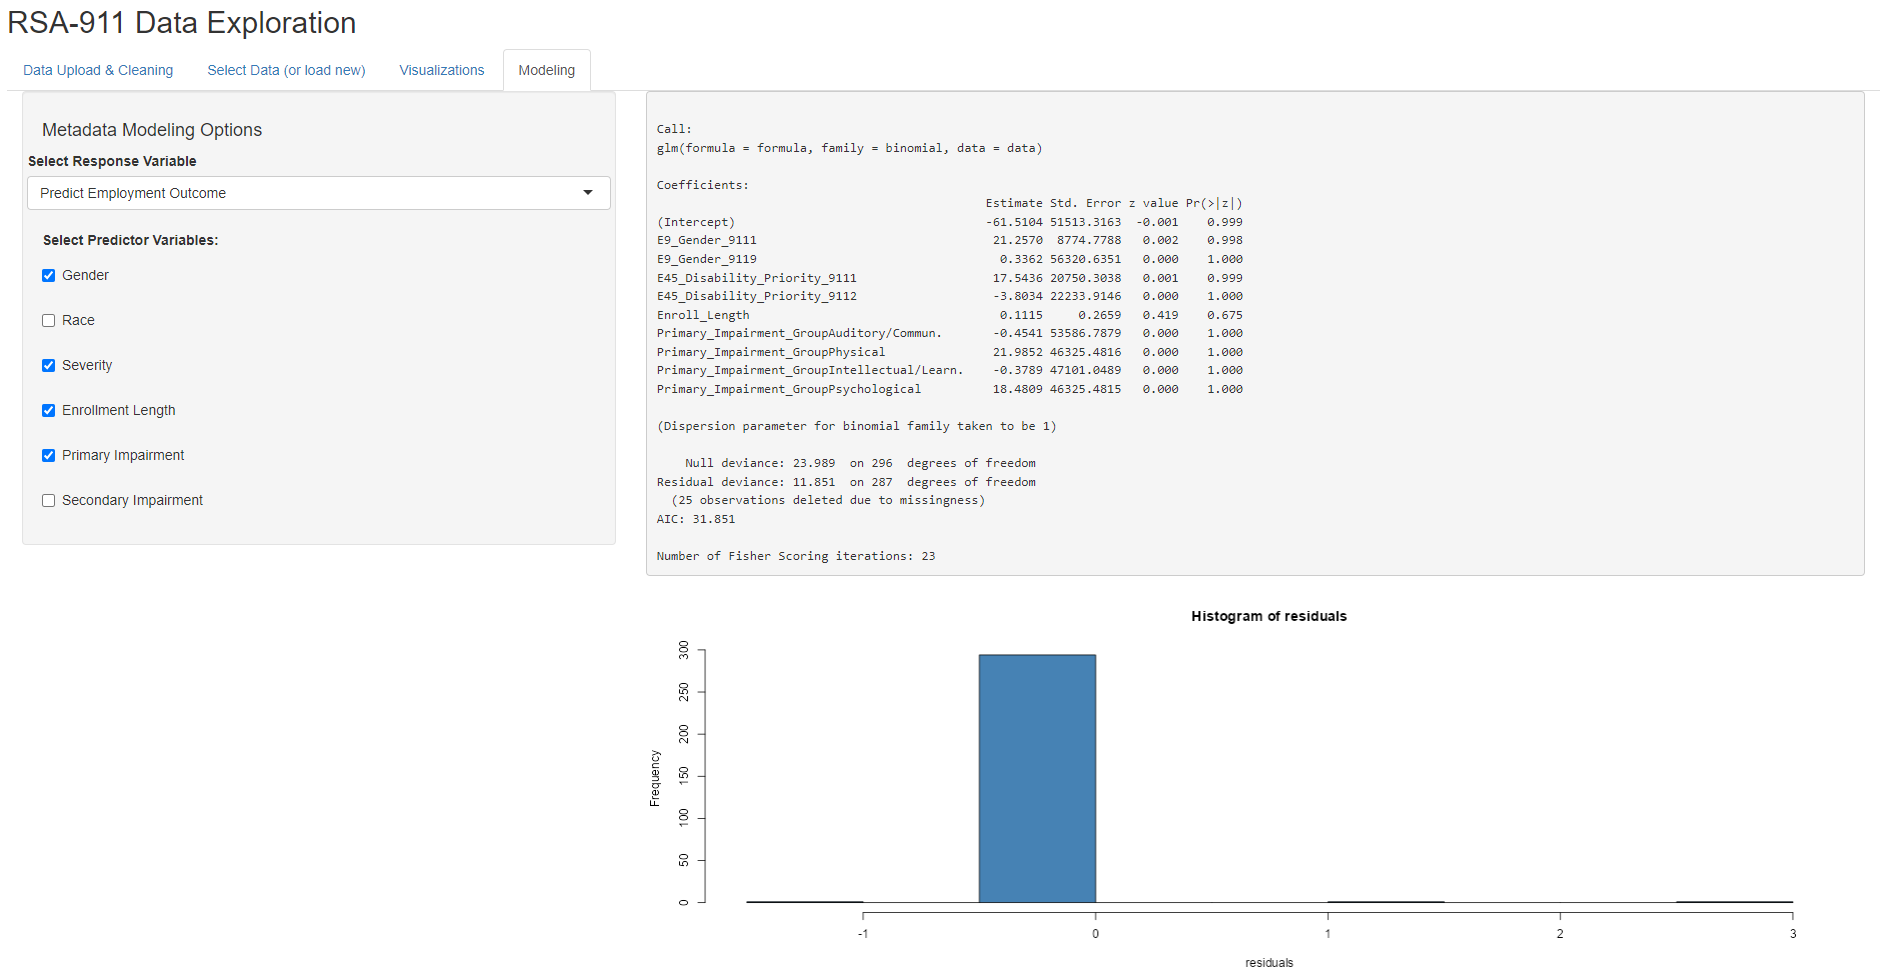 RSA-911 Data Exploration
Data Upload & Cleaning
Select Data (or load new)
Visualizations
Modeling
Metadata Modeling Options
Select Response Variable
Predict Employment Outcome
Select Predictor Variables:
Gender
Race
Severity
Enrollment Length
Primary Impairment
Secondary Impairment
Call:
glm(formula = formula, family = binomial, data = data)
Coefficients:
Estimate Std. Error z value Pr(>|z|)
(Intercept) -61.5104 51513.3163 -0.001 0.999
E9_Gender_9111 21.2570 8774.7788 0.002 0.998
E9_Gender_9119 0.3362 56320.6351 0.000 1.000
E45_Disability_Priority_9111 17.5436 20750.3038 0.001 0.999
E45_Disability_Priority_9112 -3.8034 22233.9146 0.000 1.000
Enroll_Length 0.1115 0.2659 0.419 0.675
Primary_Impairment_GroupAuditory/Commun. -0.4541 53586.7879 0.000 1.000
Primary_Impairment_GroupPhysical 21.9852 46325.4816 0.000 1.000
Primary_Impairment_GroupIntellectual/Learn. -0.3789 47101.0489 0.000 1.000
Primary_Impairment_GroupPsychological 18.4809 46325.4815 0.000 1.000
(Dispersion parameter for binomial family taken to be 1)
Null deviance: 23.989 on 296 degrees of freedom
Residual deviance: 11.851 on 287 degrees of freedom
(25 observations deleted due to missingness)
AIC: 31.851
Number of Fisher Scoring iterations: 23
Histogram of residuals
Frequency
300
250
200
150
100
50
0
-1 0 1 2 3
residuals